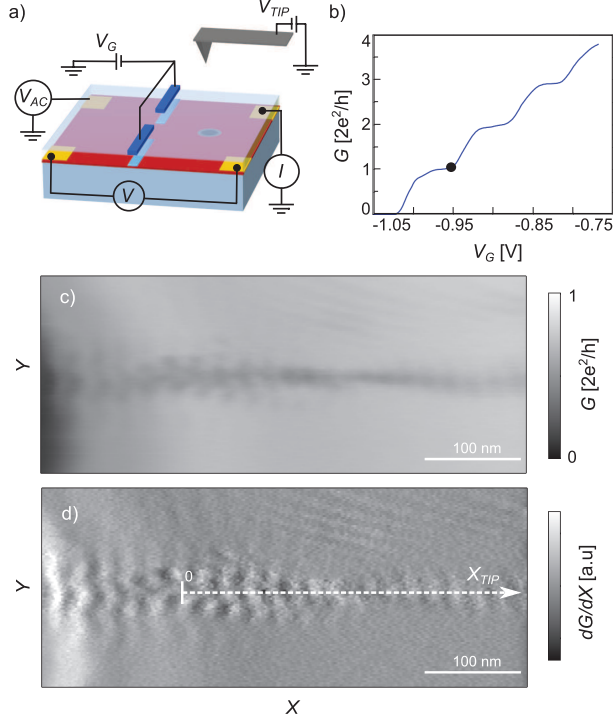 a)
V_TIP
V_G
V_AC
V
I
b)
G [2e²/h]
4
3
2
1
0
-1.05 -0.95 -0.85 -0.75
V_G [V]
c)
Y
100 nm
1
G [2e²/h]
0
d)
Y
0
X_TIP
100 nm
dG/dX [a.u]
X